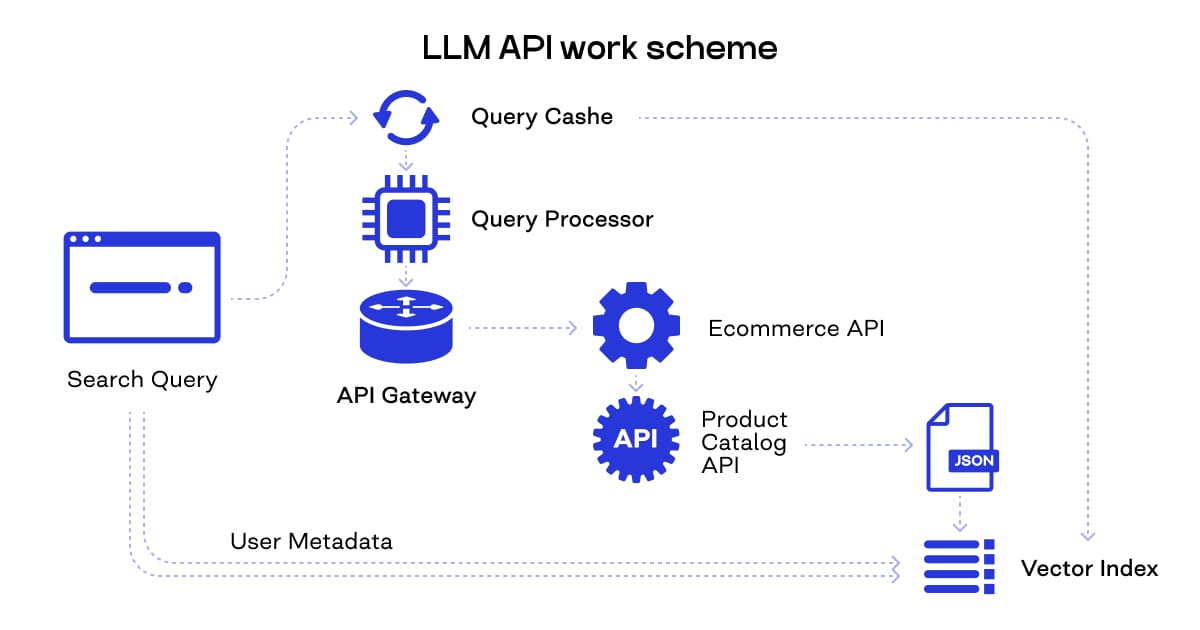 LLM API work scheme
Query Cashe
Query Processor
Search Query
API Gateway
Ecommerce API
API
Product
Catalog
API
JSON
User Metadata
Vector Index